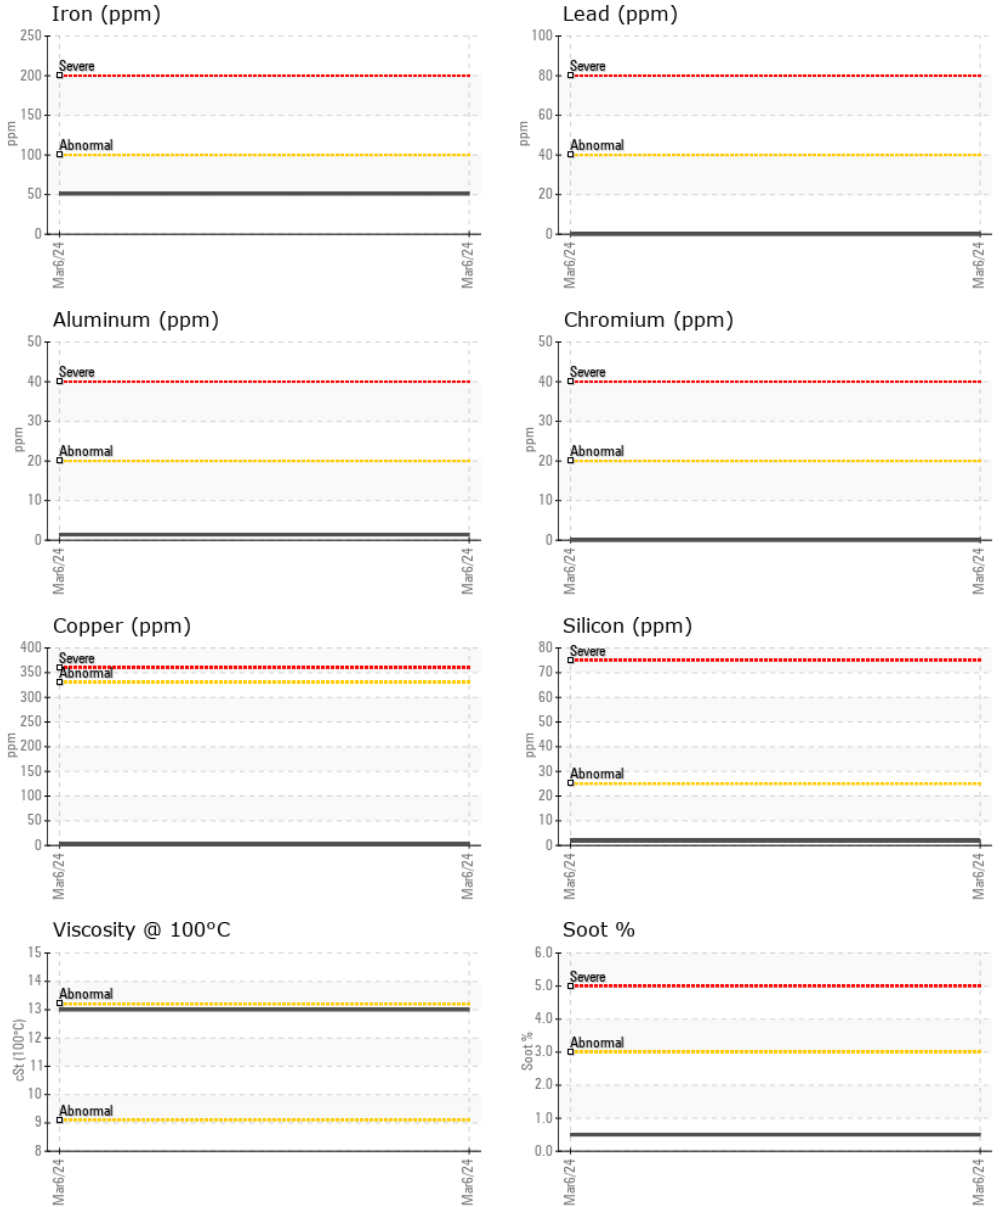 Iron (ppm)
250
200
150
100
50
0
ppm
Severe
Abnormal
Mar6/24
Mar6/24
Lead (ppm)
100
80
60
40
20
0
ppm
Severe
Abnormal
Mar6/24
Mar6/24
Aluminum (ppm)
50
40
30
20
10
0
ppm
Severe
Abnormal
Mar6/24
Mar6/24
Chromium (ppm)
50
40
30
20
10
0
ppm
Severe
Abnormal
Mar6/24
Mar6/24
Copper (ppm)
400
350
300
250
200
150
100
50
0
ppm
Severe
Abnormal
Mar6/24
Mar6/24
Silicon (ppm)
80
70
60
50
40
30
20
10
0
ppm
Severe
Abnormal
Mar6/24
Mar6/24
Viscosity @ 100°C
15
14
13
12
11
10
9
8
cSt (100°C)
Abnormal
Abnormal
Mar6/24
Mar6/24
Soot %
6.0
5.0
4.0
3.0
2.0
1.0
0.0
Soot %
Severe
Abnormal
Mar6/24
Mar6/24